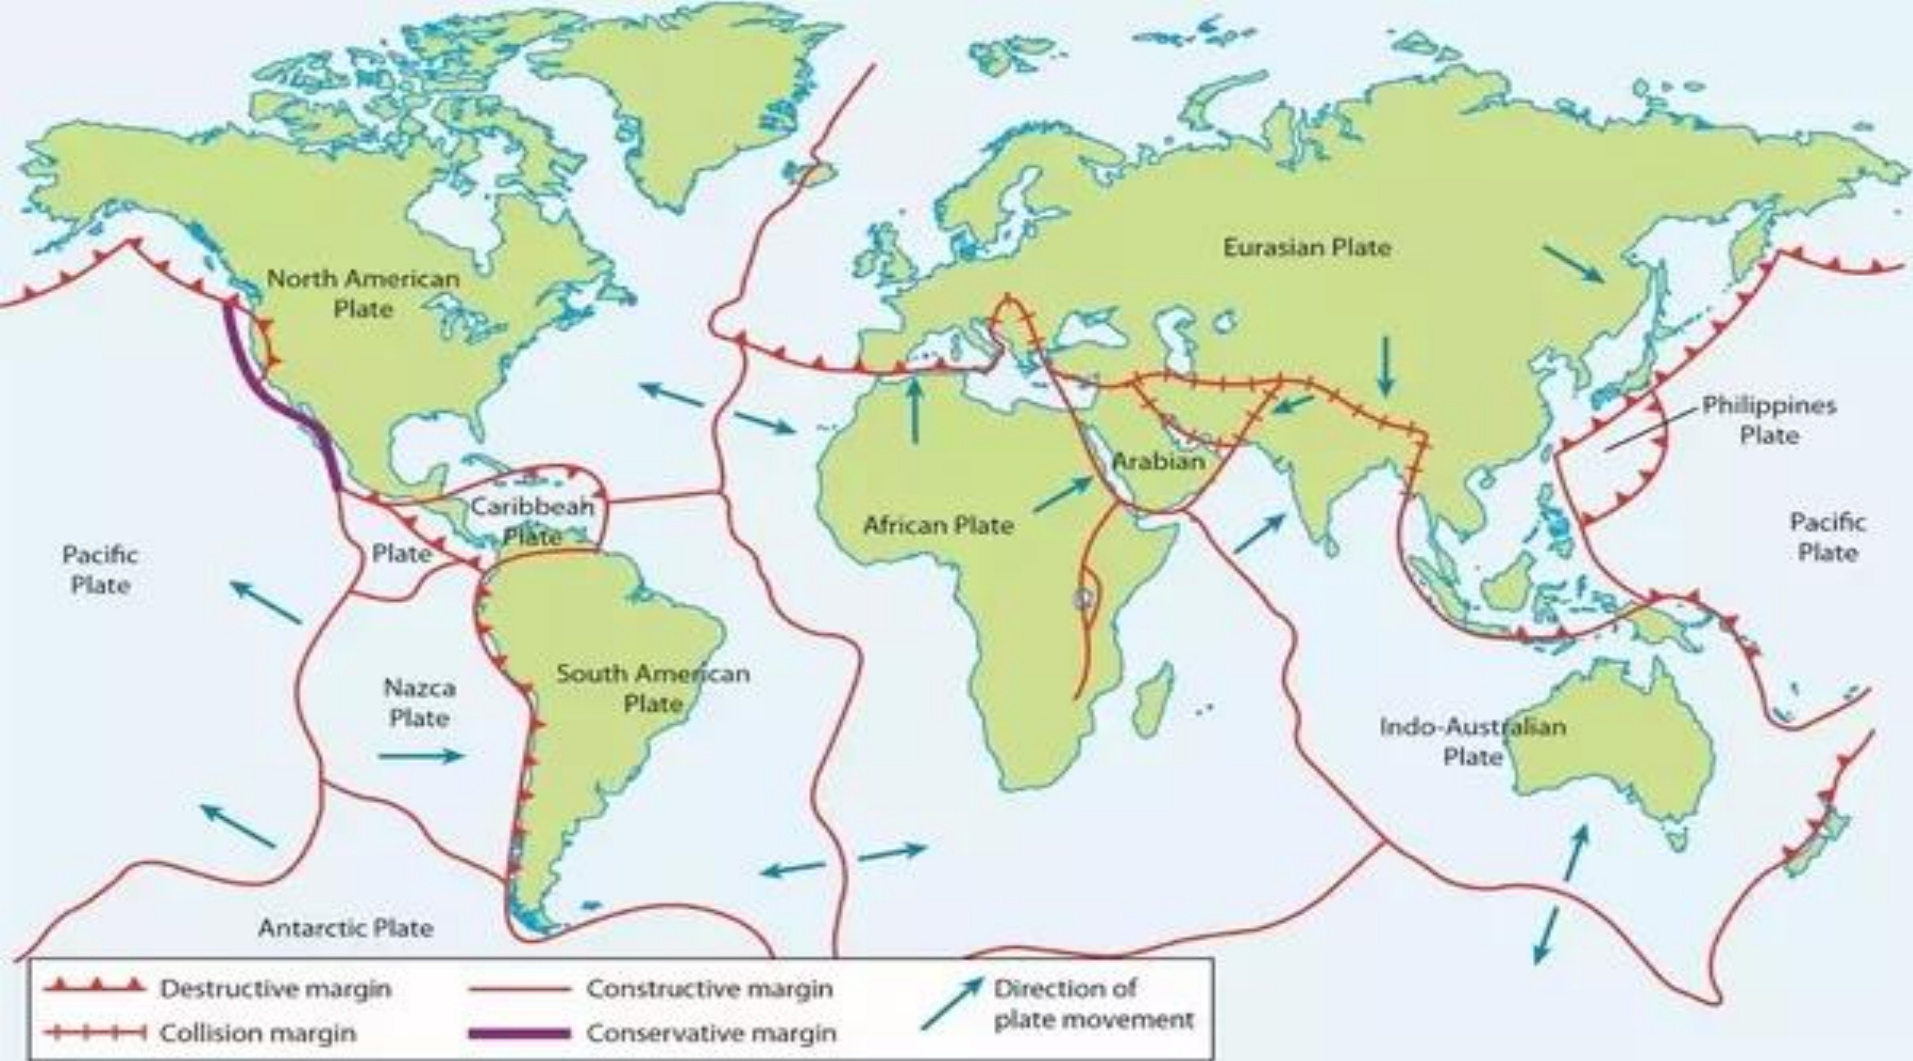 North American
Plate
Eurasian Plate
Philippines
Plate
Arabian
Caribbean
Plate
African Plate
Pacific
Plate
Plate
Pacific
Plate
South American
Plate
Nazca
Plate
Indo-Australian
Plate
Antarctic Plate
Destructive margin
Constructive margin
Direction of
plate movement
Collision margin
Conservative margin